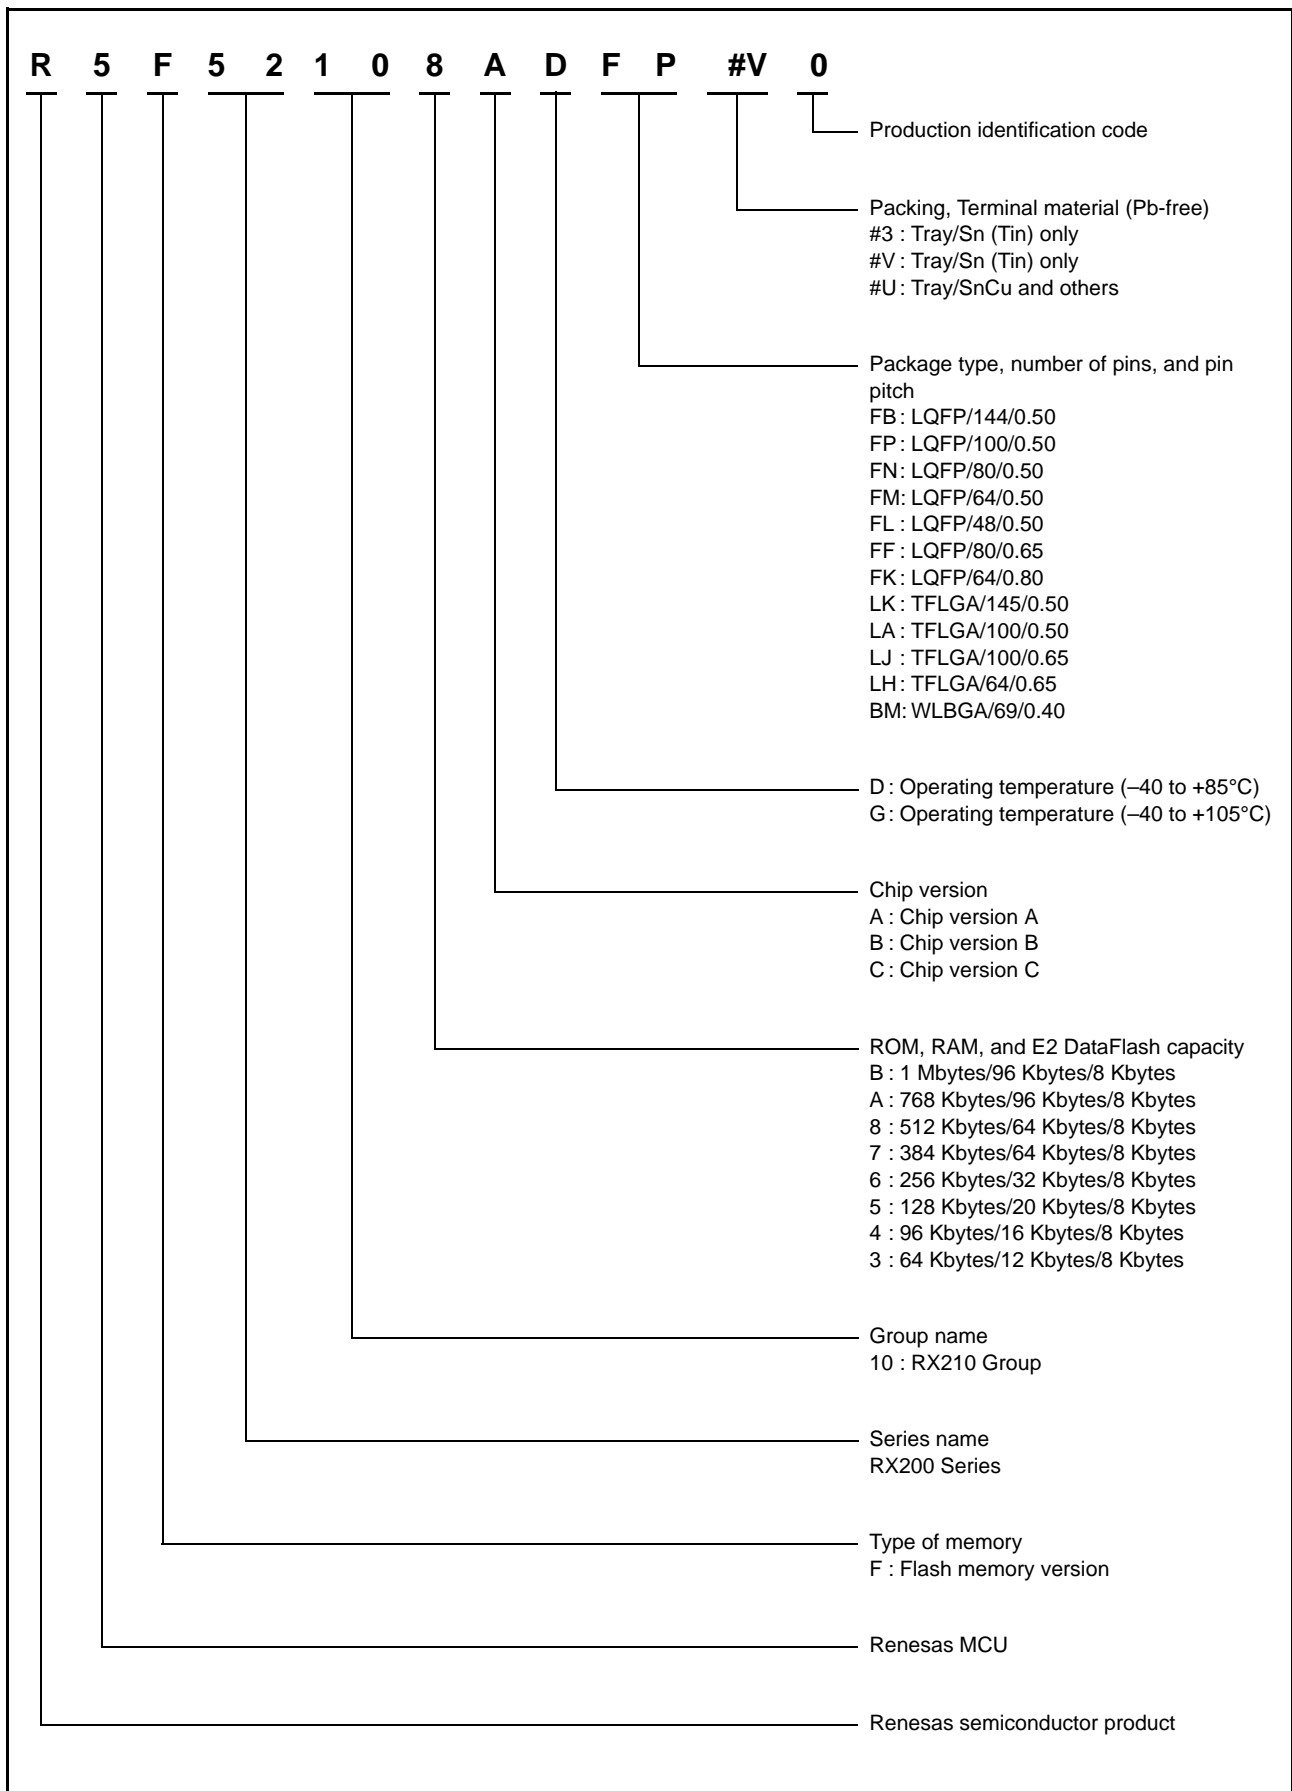 R 5 F 5 2 1 0 8 A D F P #V 0
Production identification code
Packing, Terminal material (Pb-free)
#3 : Tray/Sn (Tin) only
#V : Tray/Sn (Tin) only
#U : Tray/SnCu and others
Package type, number of pins, and pin
pitch
FB : LQFP/144/0.50
FP : LQFP/100/0.50
FN : LQFP/80/0.50
FM: LQFP/64/0.50
FL : LQFP/48/0.50
FF : LQFP/80/0.65
FK : LQFP/64/0.80
LK : TFLGA/145/0.50
LA : TFLGA/100/0.50
LJ : TFLGA/100/0.65
LH : TFLGA/64/0.65
BM: WLBGA/69/0.40
D : Operating temperature (–40 to +85°C)
G : Operating temperature (–40 to +105°C)
Chip version
A : Chip version A
B : Chip version B
C : Chip version C
ROM, RAM, and E2 DataFlash capacity
B : 1 Mbytes/96 Kbytes/8 Kbytes
A : 768 Kbytes/96 Kbytes/8 Kbytes
8 : 512 Kbytes/64 Kbytes/8 Kbytes
7 : 384 Kbytes/64 Kbytes/8 Kbytes
6 : 256 Kbytes/32 Kbytes/8 Kbytes
5 : 128 Kbytes/20 Kbytes/8 Kbytes
4 : 96 Kbytes/16 Kbytes/8 Kbytes
3 : 64 Kbytes/12 Kbytes/8 Kbytes
Group name
10 : RX210 Group
Series name
RX200 Series
Type of memory
F : Flash memory version
Renesas MCU
Renesas semiconductor product